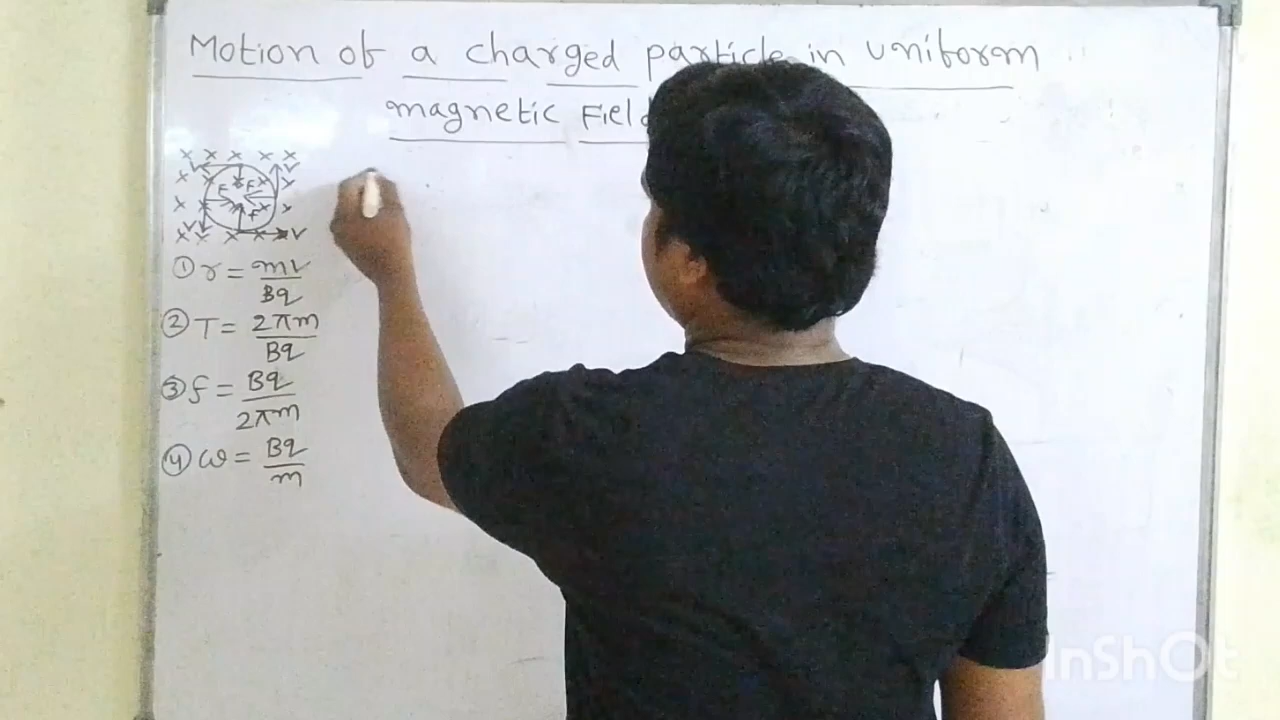 Motion of a charged particle in uniform
magnetic Field
x x x x x
x x x
x x x x
x x x x
F F
F
v v v v
① r = mv/Bq
② T = 2πm/Bq
③ f = Bq/2πm
④ ω = Bq/m
InShOt